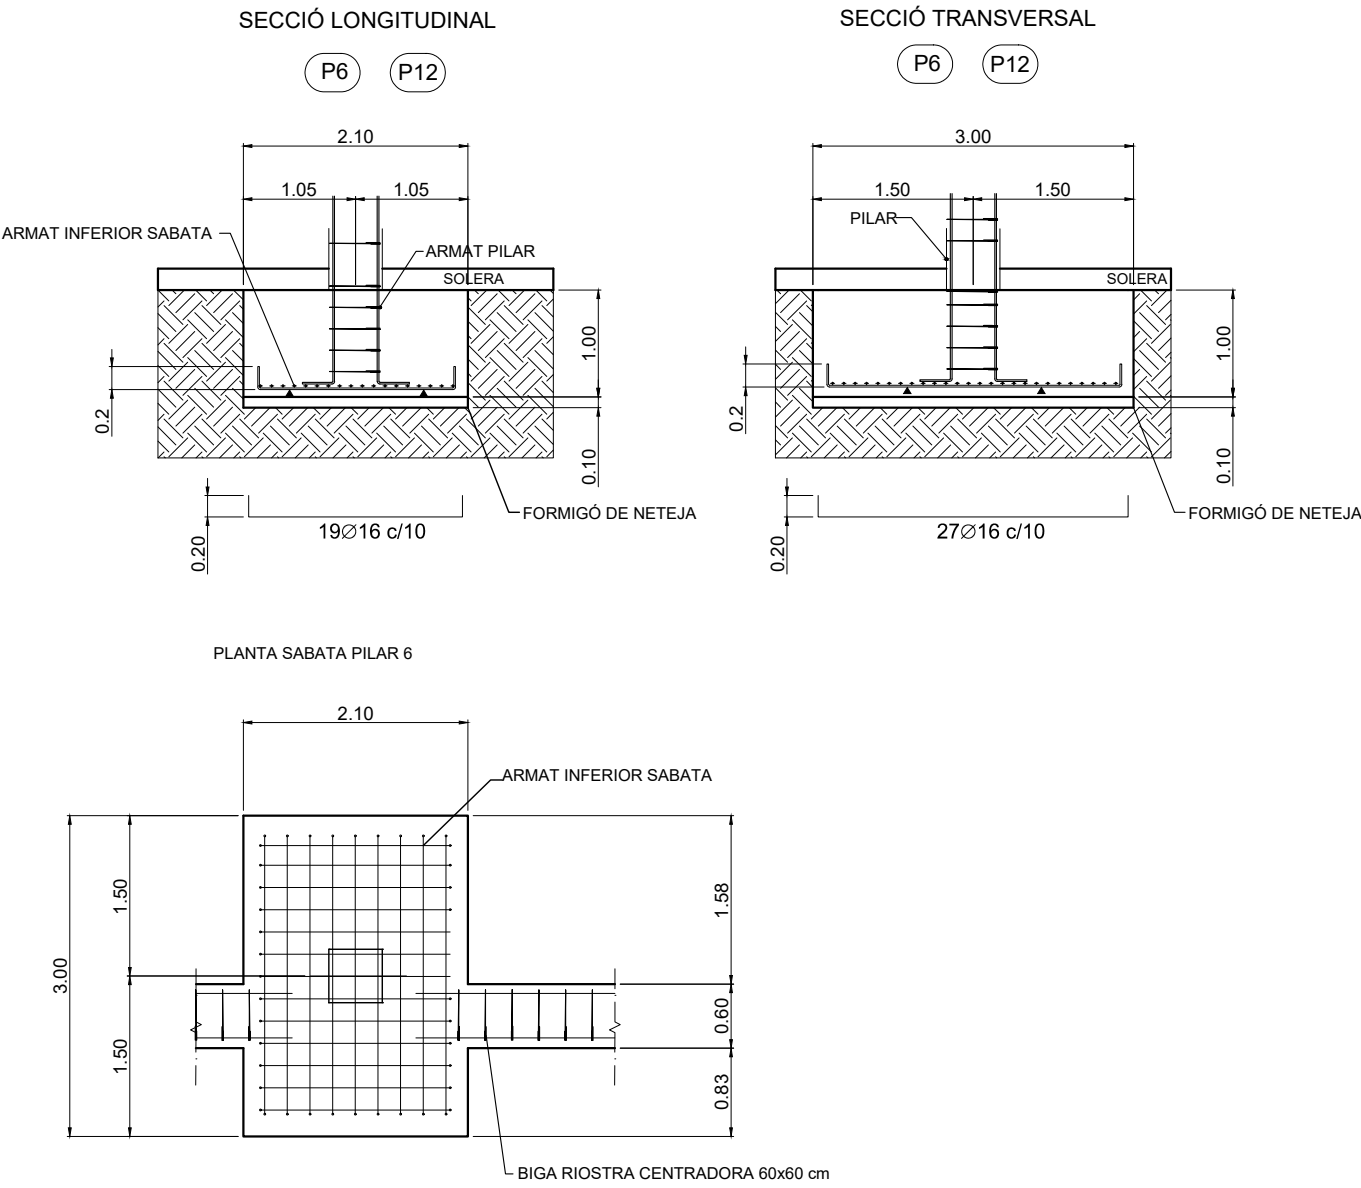 SECCIÓ LONGITUDINAL
P6 P12
2.10
1.05 1.05
ARMAT INFERIOR SABATA
ARMAT PILAR
SOLERA
1.00
0.2
0.10
0.20
19∅16 c/10
FORMIGÓ DE NETEJA
SECCIÓ TRANSVERSAL
P6 P12
3.00
1.50 1.50
PILAR
SOLERA
1.00
0.2
0.10
0.20
27∅16 c/10
FORMIGÓ DE NETEJA
PLANTA SABATA PILAR 6
2.10
ARMAT INFERIOR SABATA
3.00
1.50
1.50
1.58
0.60
0.83
BIGA RIOSTRA CENTRADORA 60x60 cm